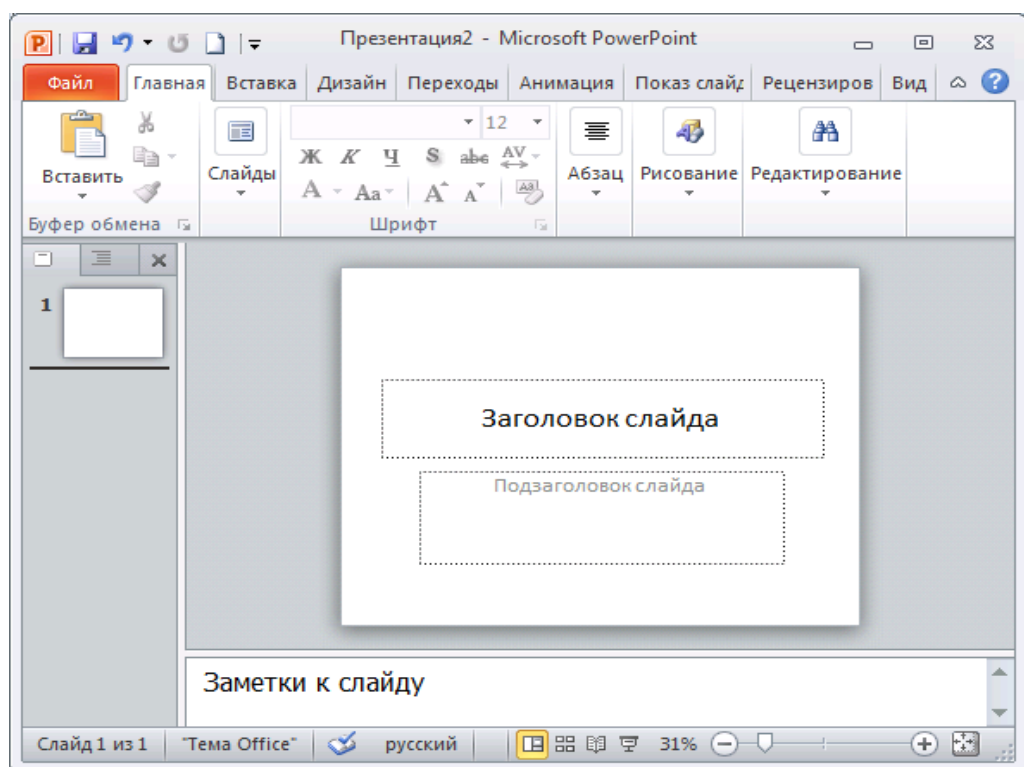 Презентация2 - Microsoft PowerPoint
Файл Главная Вставка Дизайн Переходы Анимация Показ слайд Рецензиров Вид
12
Ж К Ч S abc AV
Вставить Слайды Абзац Рисование Редактирование
А Aa A A
Буфер обмена Шрифт
1
Заголовок слайда
Подзаголовок слайда
Заметки к слайду
Слайд 1 из 1 "Тема Office" русский 31%